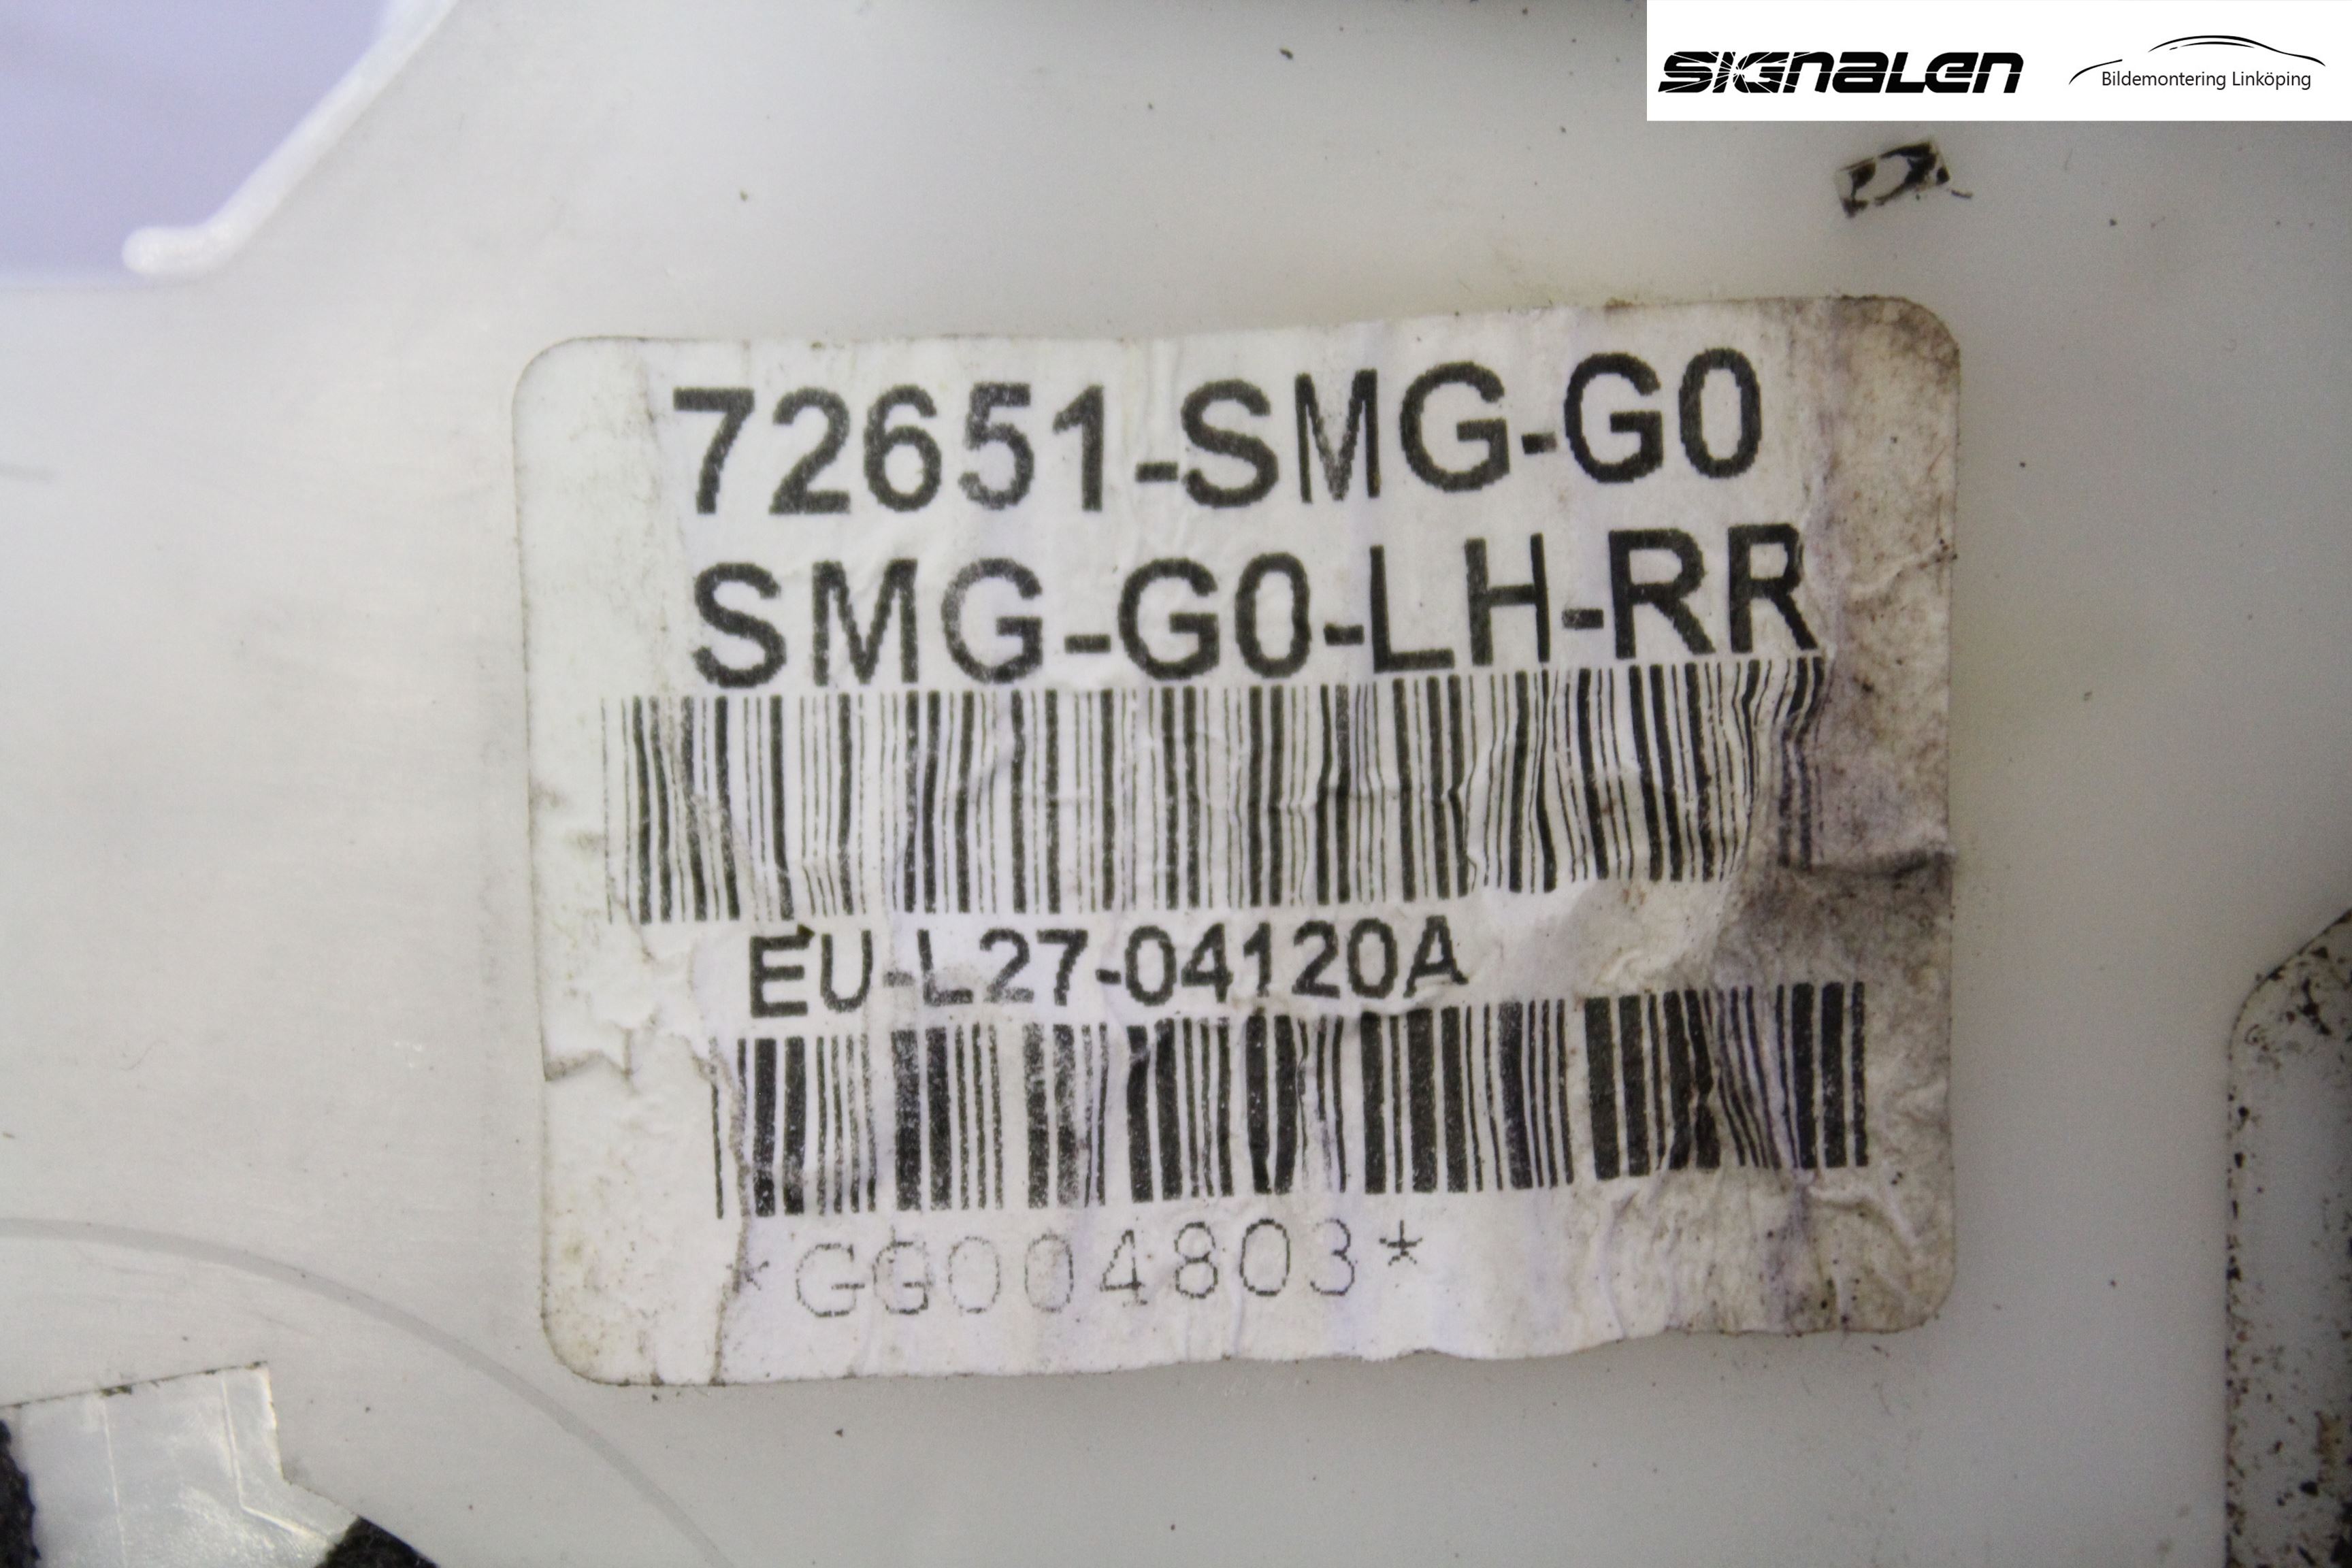 SIGNALEN
Bildemontering Linköping
72651-SMG-G0
SMG-G0-LH-RR
EU-L27-04120A
*GG004803*